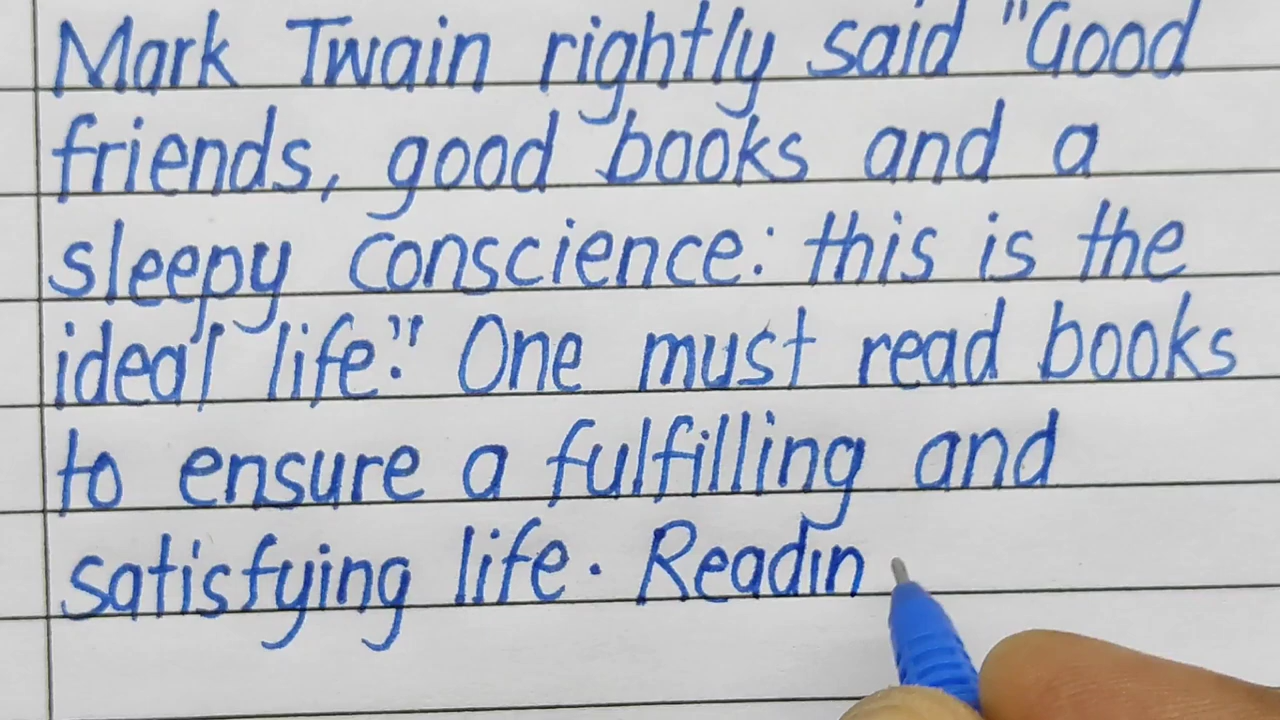 Mark Twain rightly said "Good
friends, good books and a
sleepy conscience: this is the
ideal life." One must read books
to ensure a fulfilling and
satisfying life. Readin